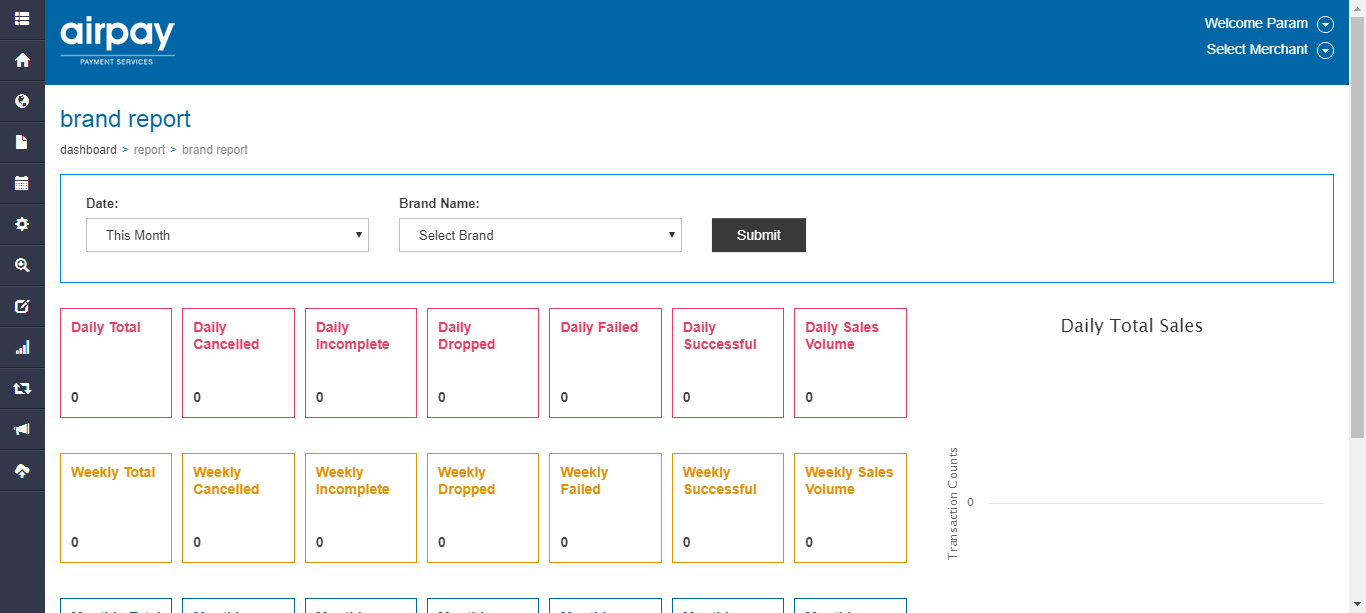 airpay
PAYMENT SERVICES
Welcome Param
Select Merchant
brand report
dashboard > report > brand report
Date:
Brand Name:
This Month
Select Brand
Submit
Daily Total
0
Daily
Cancelled
0
Daily
Incomplete
0
Daily
Dropped
0
Daily Failed
0
Daily
Successful
0
Daily Sales
Volume
0
Weekly Total
0
Weekly
Cancelled
0
Weekly
Incomplete
0
Weekly
Dropped
0
Weekly
Failed
0
Weekly
Successful
0
Weekly Sales
Volume
0
Daily Total Sales
Transaction Counts
0